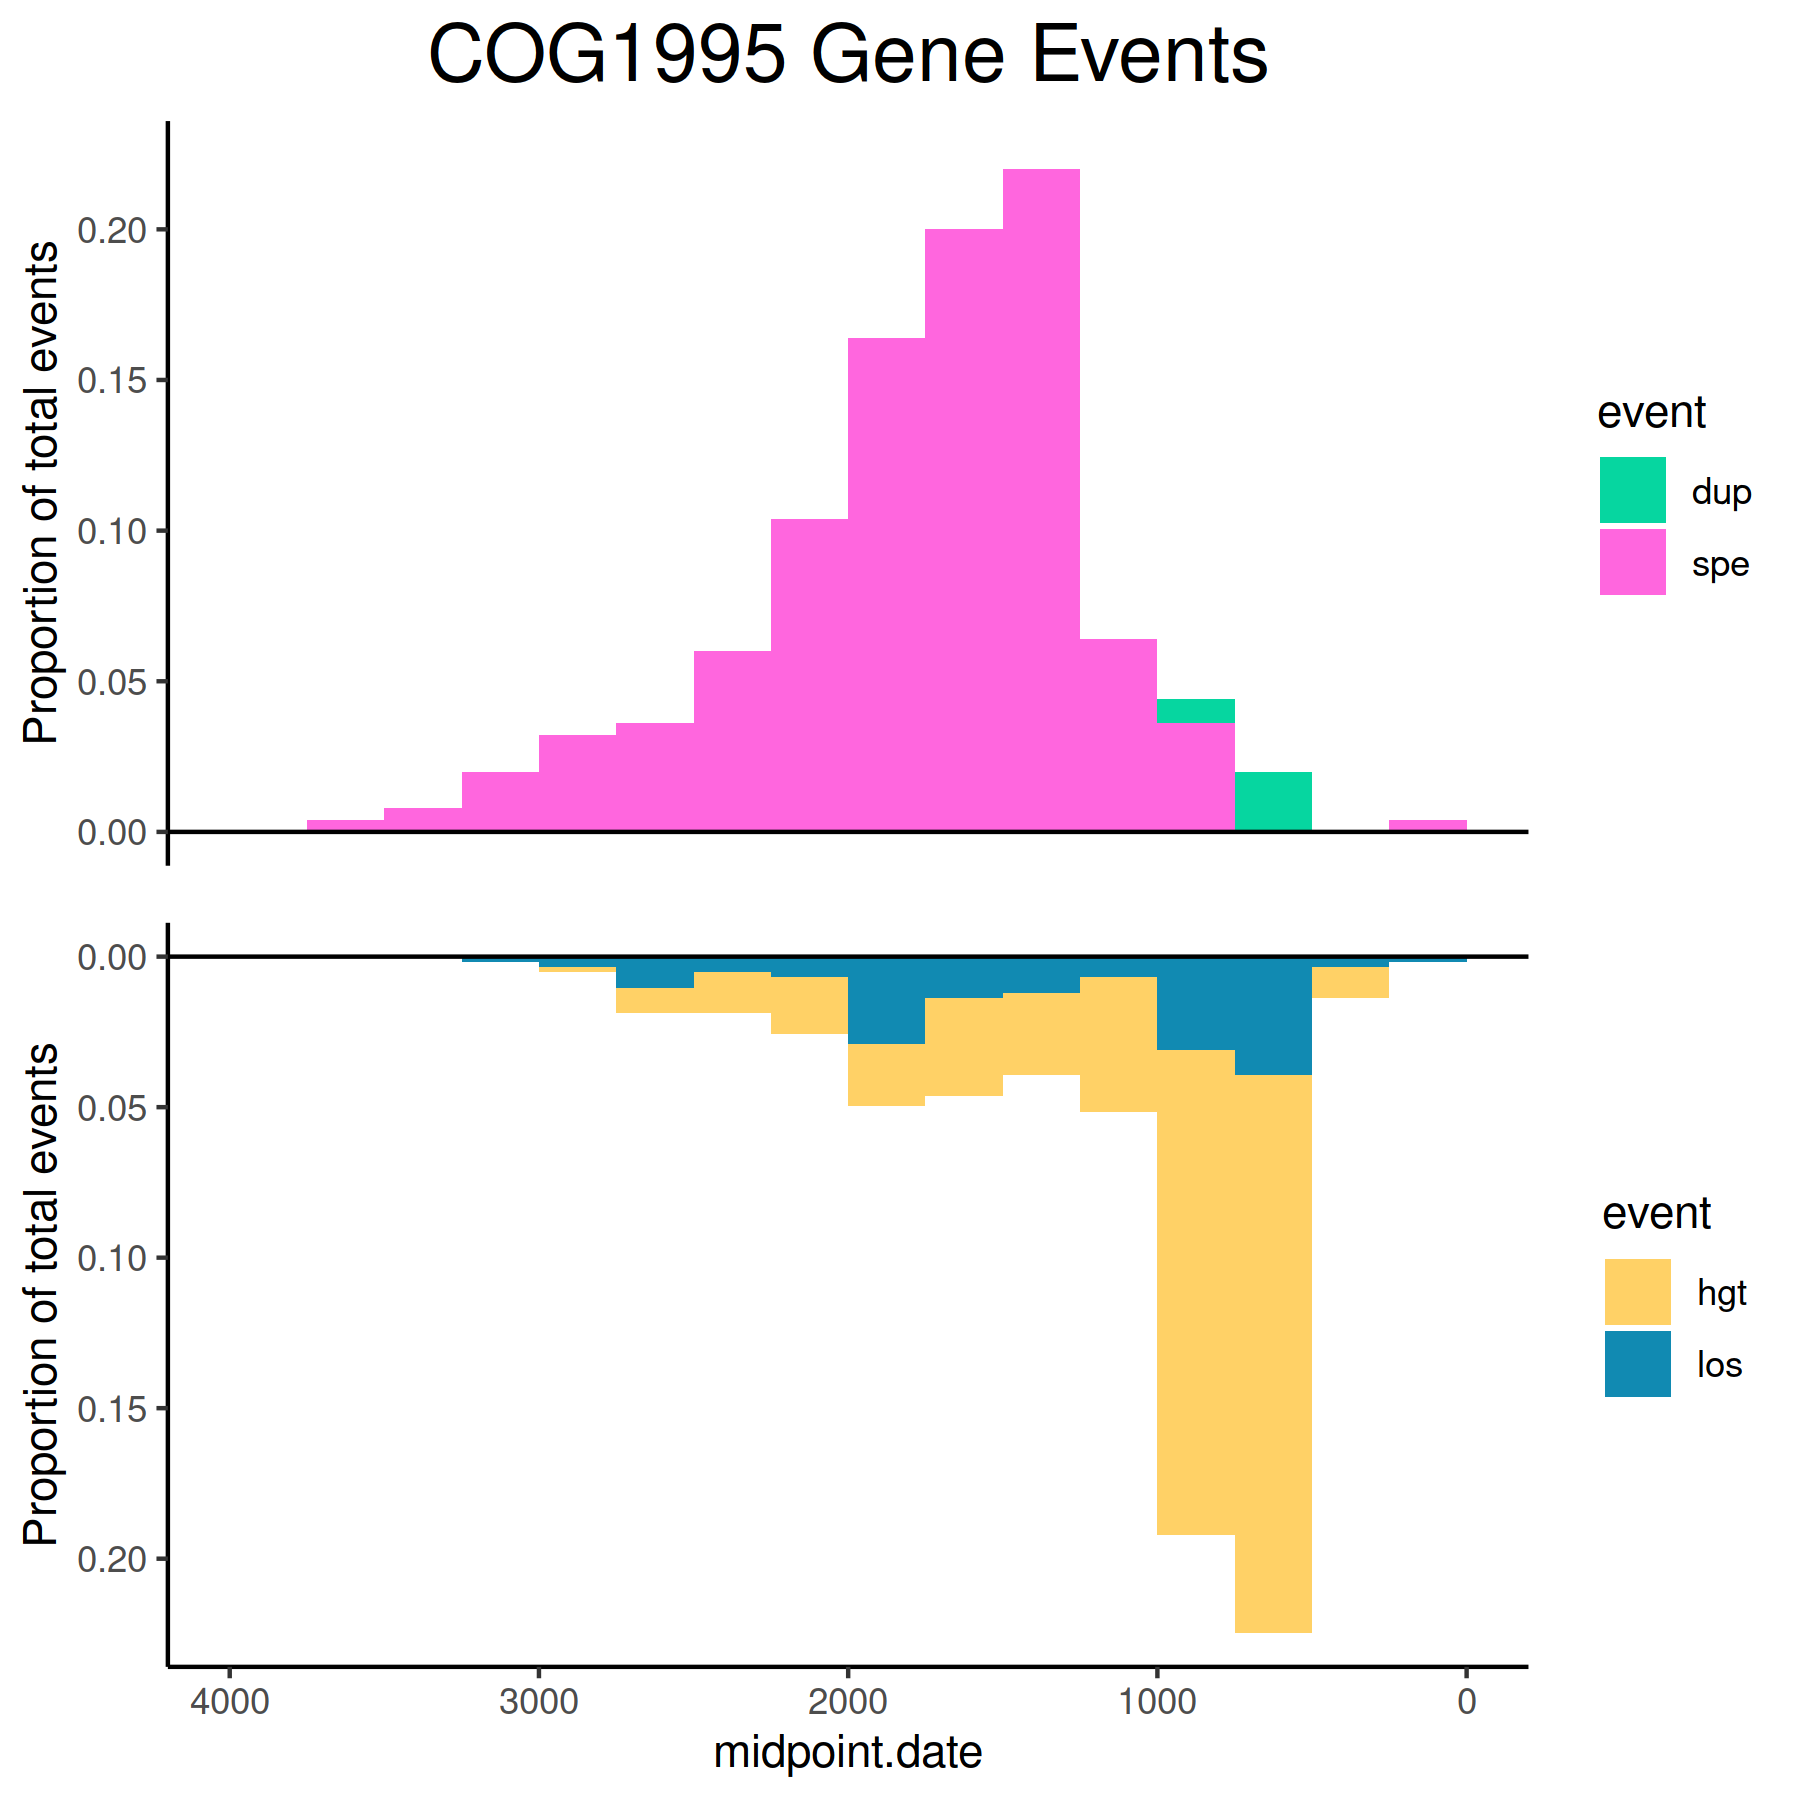 COG1995 Gene Events
Proportion of total events
0.20
0.15
0.10
0.05
0.00
event
dup
spe
Proportion of total events
0.00
0.05
0.10
0.15
0.20
event
hgt
los
4000 3000 2000 1000 0
midpoint.date